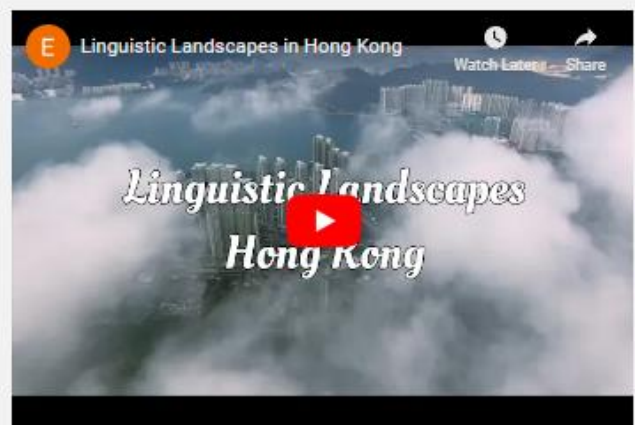 E
Linguistic Landscapes in Hong Kong
Watch Later
Share
Linguistic Landscapes
Hong Kong